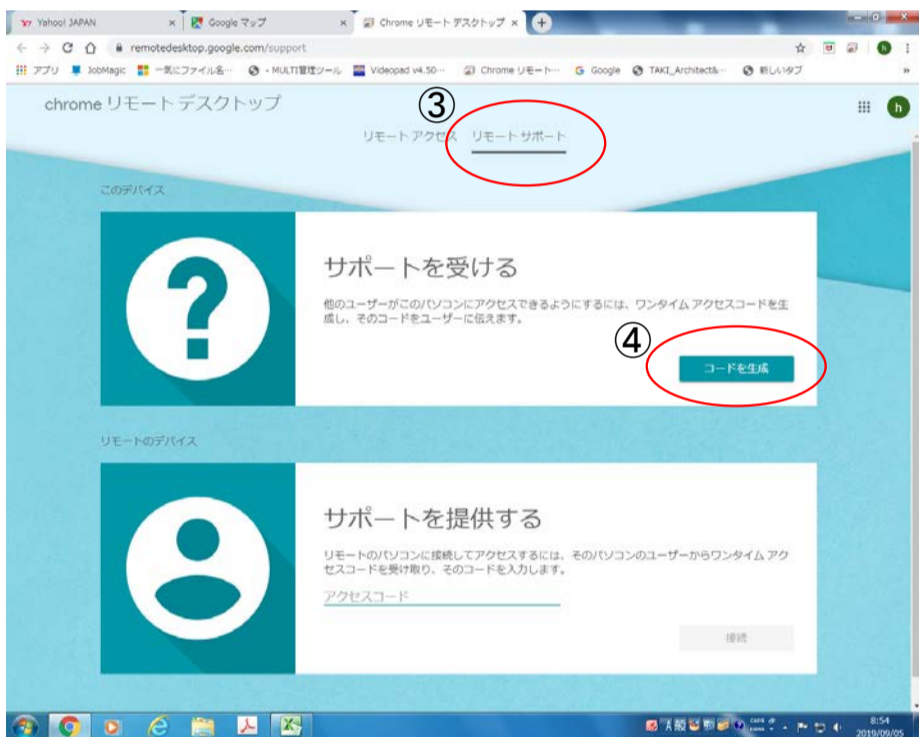 Yahoo! JAPAN
Google マップ
Chrome リモート デスクトップ
remotedesktop.google.com/support
アプリ
JobMagic
一気にファイル名…
・MULTI管理ツール
Videopad v4.50…
Chrome リモート…
Google
TAKI_Architect&…
新しいタブ
chrome リモート デスクトップ
③
h
リモート アクセス
リモート サポート
このデバイス
サポートを受ける
他のユーザーがこのパソコンにアクセスできるようにするには、ワンタイム アクセスコードを生
成し、そのコードをユーザーに伝えます。
④
コードを生成
リモートのデバイス
サポートを提供する
リモートのパソコンに接続してアクセスするには、そのパソコンのユーザーからワンタイム アク
セスコードを受け取り、そのコードを入力します。
アクセスコード
接続
A 般
CAPS
8:54
2019/09/05